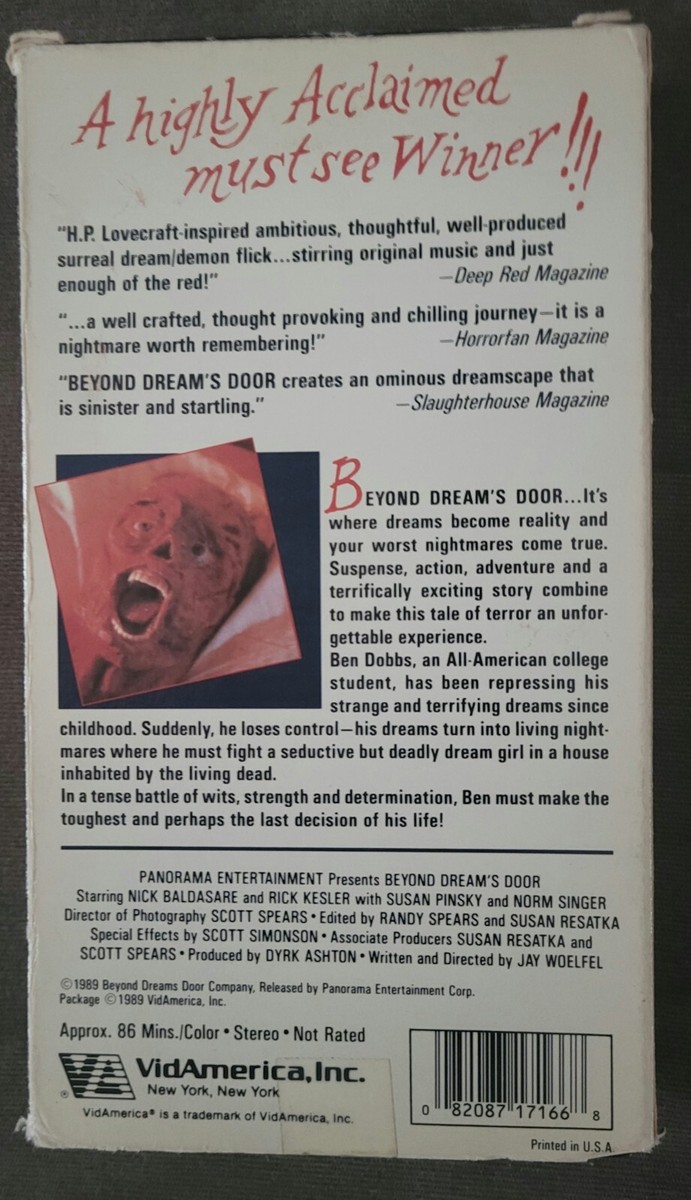 A highly Acclaimed
must see Winner!!!
“H.P. Lovecraft-inspired ambitious, thoughtful, well-produced
surreal dream/demon flick...stirring original music and just
enough of the red!” —Deep Red Magazine
“...a well crafted, thought provoking and chilling journey—it is a
nightmare worth remembering!” —Horrorfan Magazine
“BEYOND DREAM'S DOOR creates an ominous dreamscape that
is sinister and startling.” —Slaughterhouse Magazine
BEYOND DREAM'S DOOR...It's
where dreams become reality and
your worst nightmares come true.
Suspense, action, adventure and a
terrifically exciting story combine
to make this tale of terror an unfor-
gettable experience.
Ben Dobbs, an All-American college
student, has been repressing his
strange and terrifying dreams since
childhood. Suddenly, he loses control—his dreams turn into living night-
mares where he must fight a seductive but deadly dream girl in a house
inhabited by the living dead.
In a tense battle of wits, strength and determination, Ben must make the
toughest and perhaps the last decision of his life!
PANORAMA ENTERTAINMENT Presents BEYOND DREAM'S DOOR
Starring NICK BALDASARE and RICK KESLER with SUSAN PINSKY and NORM SINGER
Director of Photography SCOTT SPEARS • Edited by RANDY SPEARS and SUSAN RESATKA
Special Effects by SCOTT SIMONSON • Associate Producers SUSAN RESATKA and
SCOTT SPEARS • Produced by DYRK ASHTON • Written and Directed by JAY WOELFEL
©1989 Beyond Dreams Door Company, Released by Panorama Entertainment Corp.
Package ©1989 VidAmerica, Inc.
Approx. 86 Mins./Color • Stereo • Not Rated
VA ® VidAmerica, Inc.
New York, New York
VidAmerica® is a trademark of VidAmerica, Inc.
0 82087 17166 8
Printed in U.S.A.